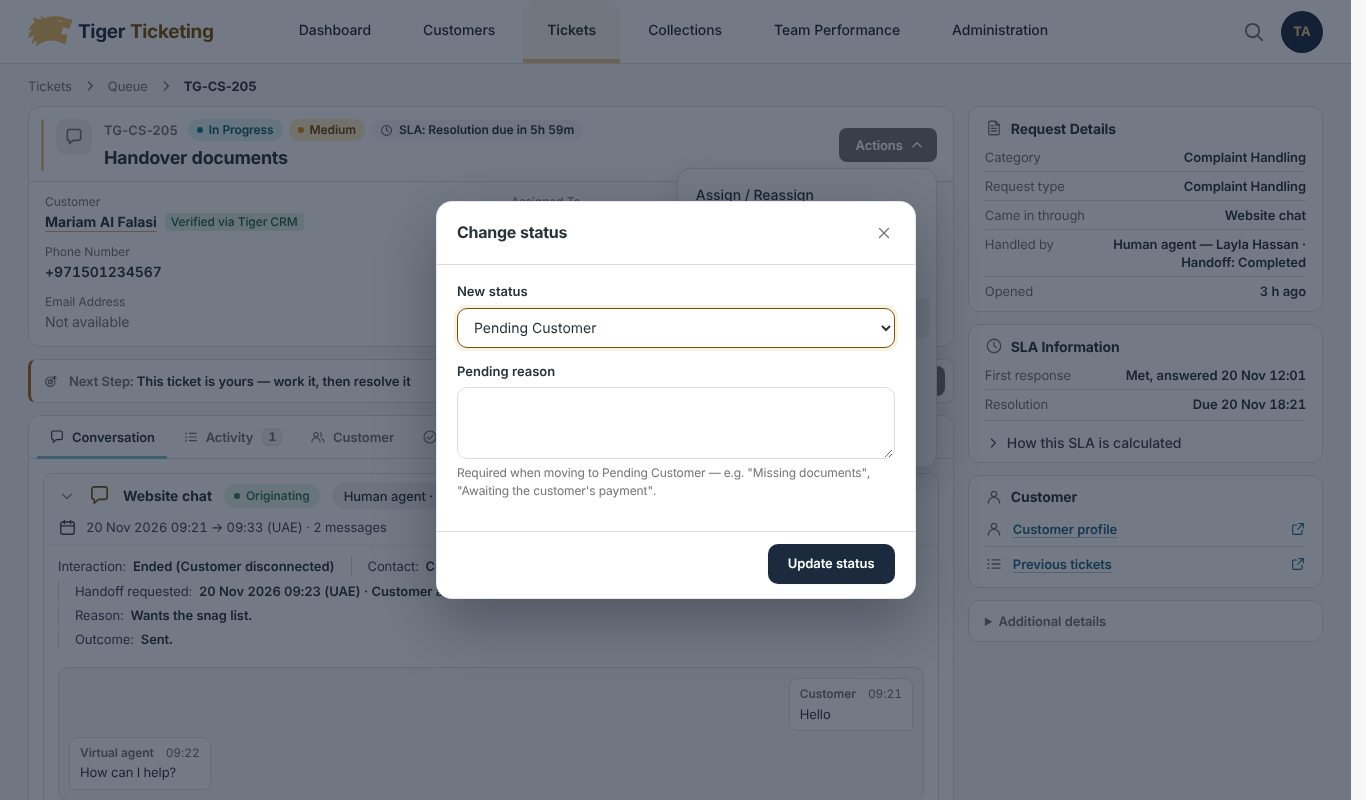 Tiger Ticketing
Dashboard
Customers
Tickets
Collections
Team Performance
Administration
TA
Tickets > Queue > TG-CS-205
TG-CS-205
In Progress
Medium
SLA: Resolution due in 5h 59m
Handover documents
Actions
Assign / Reassign
Customer
Mariam Al Falasi
Verified via Tiger CRM
Assigned To
Phone Number
+971501234567
Email Address
Not available
Next Step: This ticket is yours — work it, then resolve it
Conversation
Activity 1
Customer
Website chat
Originating
Human agent ·
20 Nov 2026 09:21 → 09:33 (UAE) · 2 messages
Interaction: Ended (Customer disconnected)
Contact:
Handoff requested: 20 Nov 2026 09:23 (UAE) · Customer
Reason: Wants the snag list.
Outcome: Sent.
Customer 09:21
Hello
Virtual agent 09:22
How can I help?
Change status
New status
Pending Customer
Pending reason
Required when moving to Pending Customer — e.g. "Missing documents",
"Awaiting the customer's payment".
Update status
Request Details
Category Complaint Handling
Request type Complaint Handling
Came in through Website chat
Handled by Human agent — Layla Hassan ·
Handoff: Completed
Opened 3 h ago
SLA Information
First response Met, answered 20 Nov 12:01
Resolution Due 20 Nov 18:21
How this SLA is calculated
Customer
Customer profile
Previous tickets
Additional details